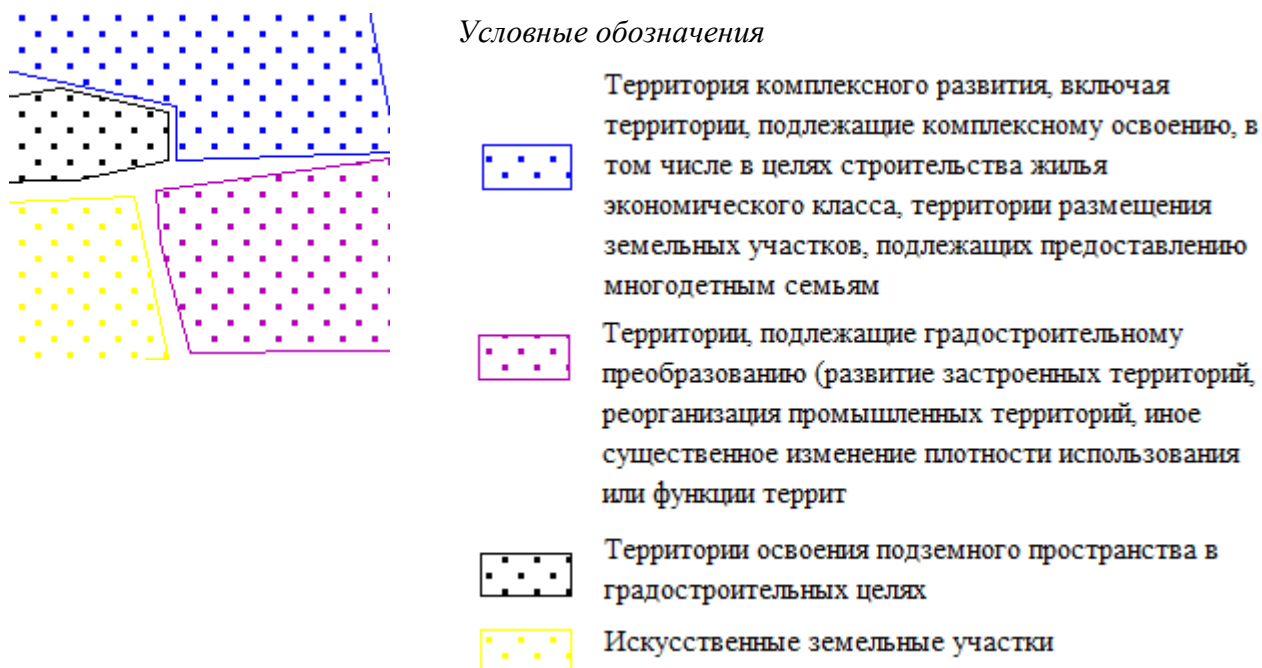 Условные обозначения
Территория комплексного развития, включая
территории, подлежащие комплексному освоению, в
том числе в целях строительства жилья
экономического класса, территории размещения
земельных участков, подлежащих предоставлению
многодетным семьям
Территории, подлежащие градостроительному
преобразованию (развитие застроенных территорий,
реорганизация промышленных территорий, иное
существенное изменение плотности использования
или функции террит
Территории освоения подземного пространства в
градостроительных целях
Искусственные земельные участки